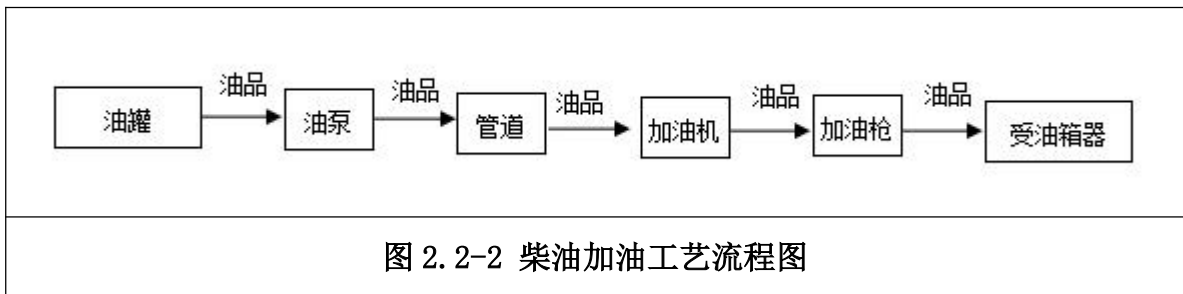 油品 油品 油品 油品 油品
油罐 油泵 管道 加油机 加油枪 受油箱器
图 2.2-2 柴油加油工艺流程图